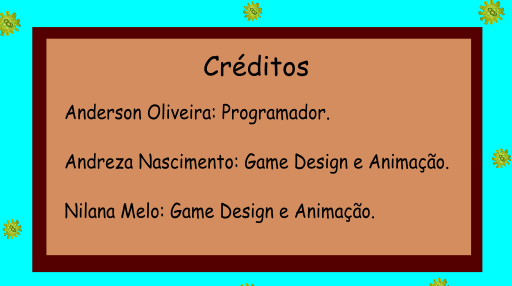 Créditos
Anderson Oliveira: Programador.
Andreza Nascimento: Game Design e Animação.
Nilana Melo: Game Design e Animação.